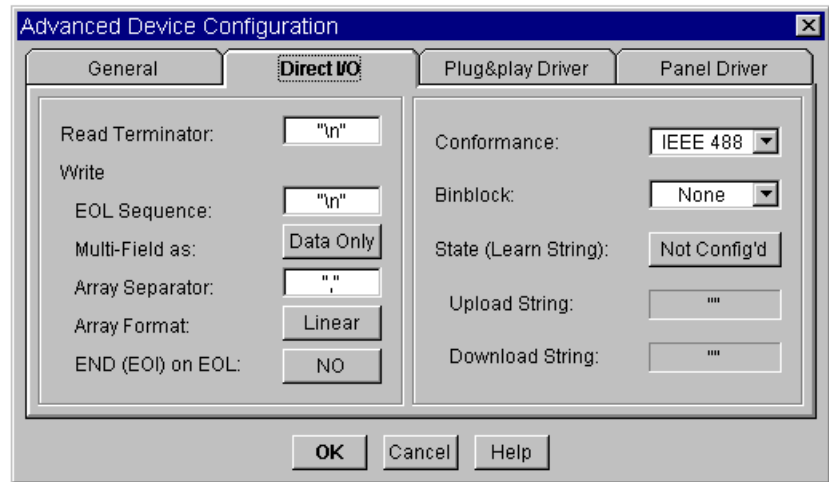 Advanced Device Configuration
General Direct I/O Plug&play Driver Panel Driver
Read Terminator: "\n"
Write
EOL Sequence: "\n"
Multi-Field as: Data Only
Array Separator: ","
Array Format: Linear
END (EOI) on EOL: NO
Conformance: IEEE 488
Binblock: None
State (Learn String): Not Config'd
Upload String: ""
Download String: ""
OK Cancel Help